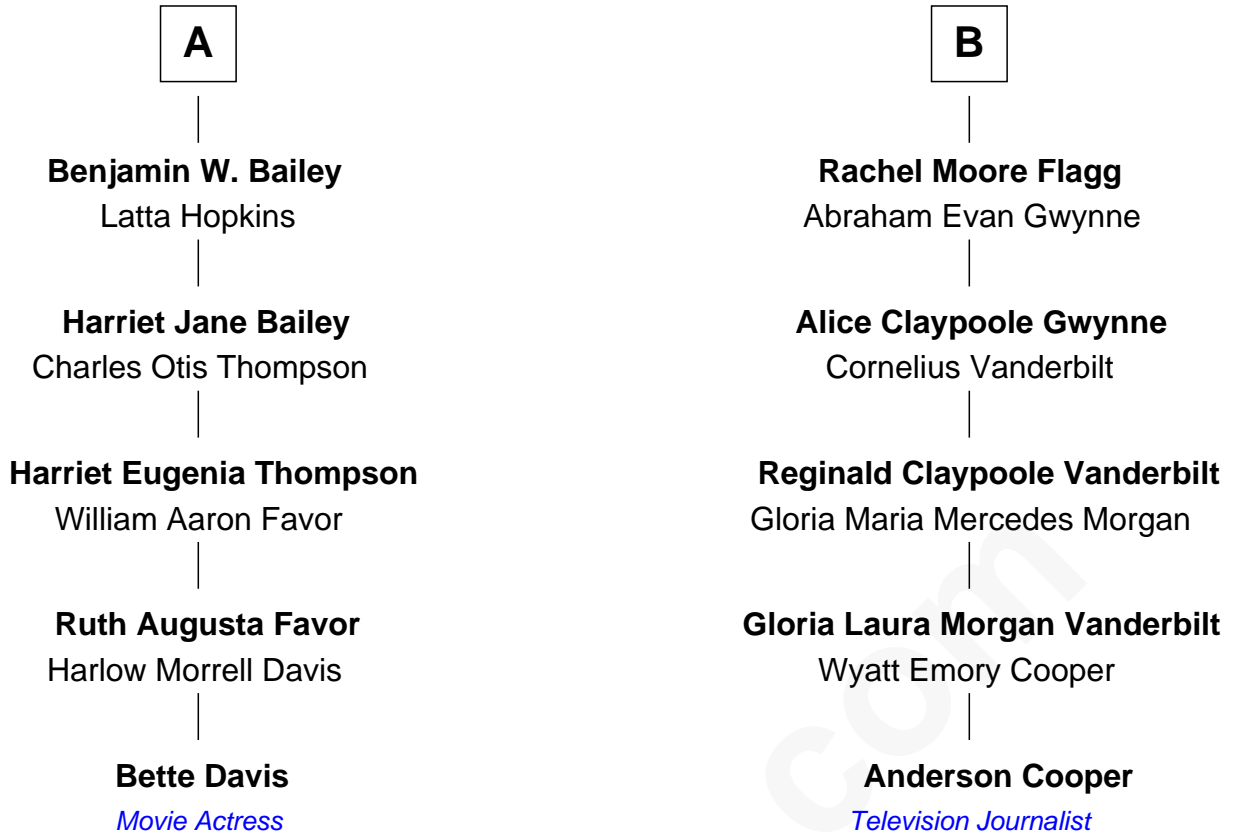 A
Benjamin W. Bailey
Latta Hopkins
Harriet Jane Bailey
Charles Otis Thompson
Harriet Eugenia Thompson
William Aaron Favor
Ruth Augusta Favor
Harlow Morrell Davis
Bette Davis
Movie Actress
B
Rachel Moore Flagg
Abraham Evan Gwynne
Alice Claypoole Gwynne
Cornelius Vanderbilt
Reginald Claypoole Vanderbilt
Gloria Maria Mercedes Morgan
Gloria Laura Morgan Vanderbilt
Wyatt Emory Cooper
Anderson Cooper
Television Journalist
com